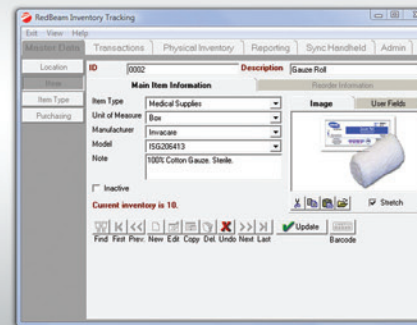 RedBeam Inventory Tracking
Exit View Help
Master Data Transactions Physical Inventory Reporting Sync Handheld Admin
Location
Item
Item Type
Purchasing
ID 0002 Description Gauze Roll
Main Item Information Reorder Information
Item Type Medical Supplies
Unit of Measure Box
Manufacturer Invacare
Model ISG206413
Note 100% Cotton Gauze. Sterile.
Inactive
Current inventory is 10.
Image User Fields
Stretch
Find First Prev. New Edit Copy Del. Undo Next Last Update Barcode